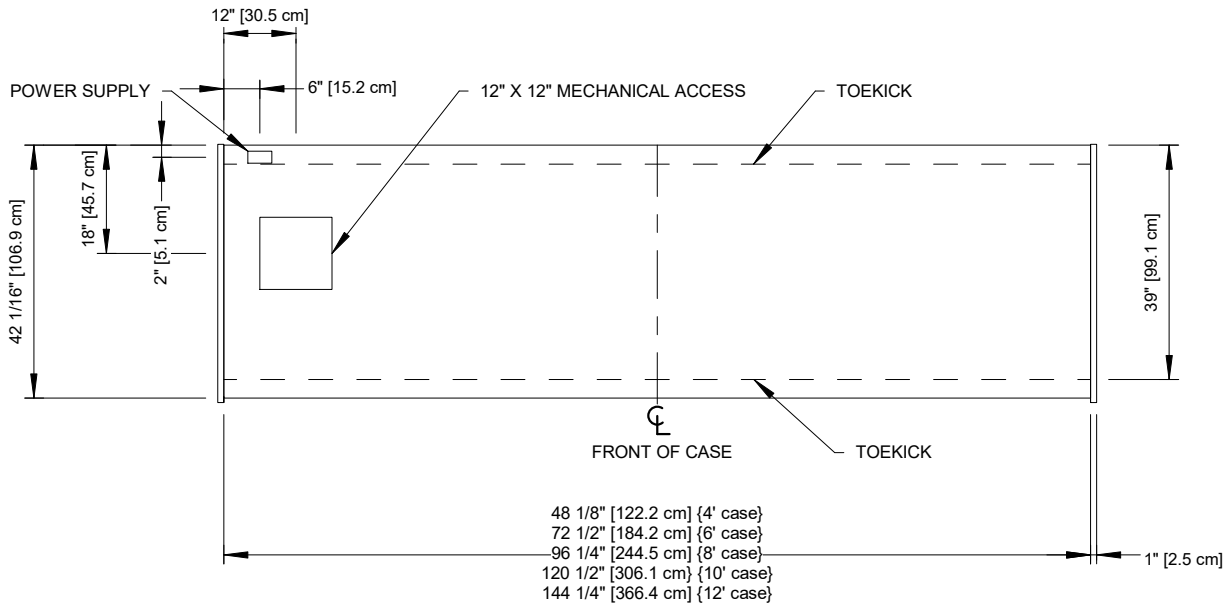 12" [30.5 cm]
POWER SUPPLY
6" [15.2 cm]
12" X 12" MECHANICAL ACCESS
TOEKICK
42 1/16" [106.9 cm]
18" [45.7 cm]
2" [5.1 cm]
39" [99.1 cm]
CL
FRONT OF CASE
TOEKICK
48 1/8" [122.2 cm] {4' case}
72 1/2" [184.2 cm] {6' case}
96 1/4" [244.5 cm] {8' case}
120 1/2" [306.1 cm} {10' case}
144 1/4" [366.4 cm] {12' case}
1" [2.5 cm]